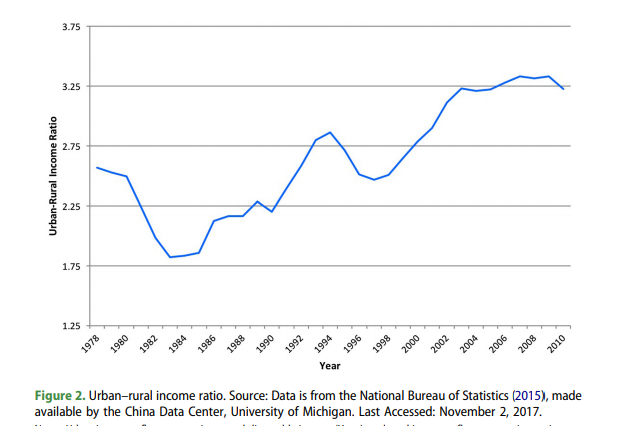 3.75
3.25
2.75
2.25
1.75
1.25
Urban-Rural Income Ratio
1978 1980 1982 1984 1986 1988 1990 1992 1994 1996 1998 2000 2002 2004 2006 2008 2010
Year
Figure 2. Urban–rural income ratio. Source: Data is from the National Bureau of Statistics (2015), made
available by the China Data Center, University of Michigan. Last Accessed: November 2, 2017.